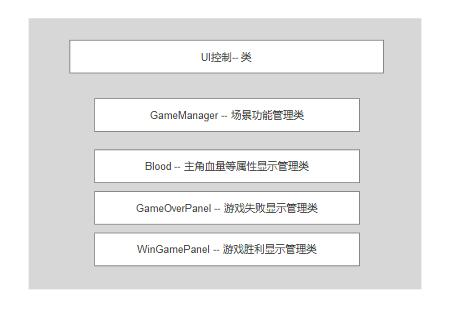 UI控制-- 类
GameManager -- 场景功能管理类
Blood -- 主角血量等属性显示管理类
GameOverPanel -- 游戏失败显示管理类
WinGamePanel -- 游戏胜利显示管理类